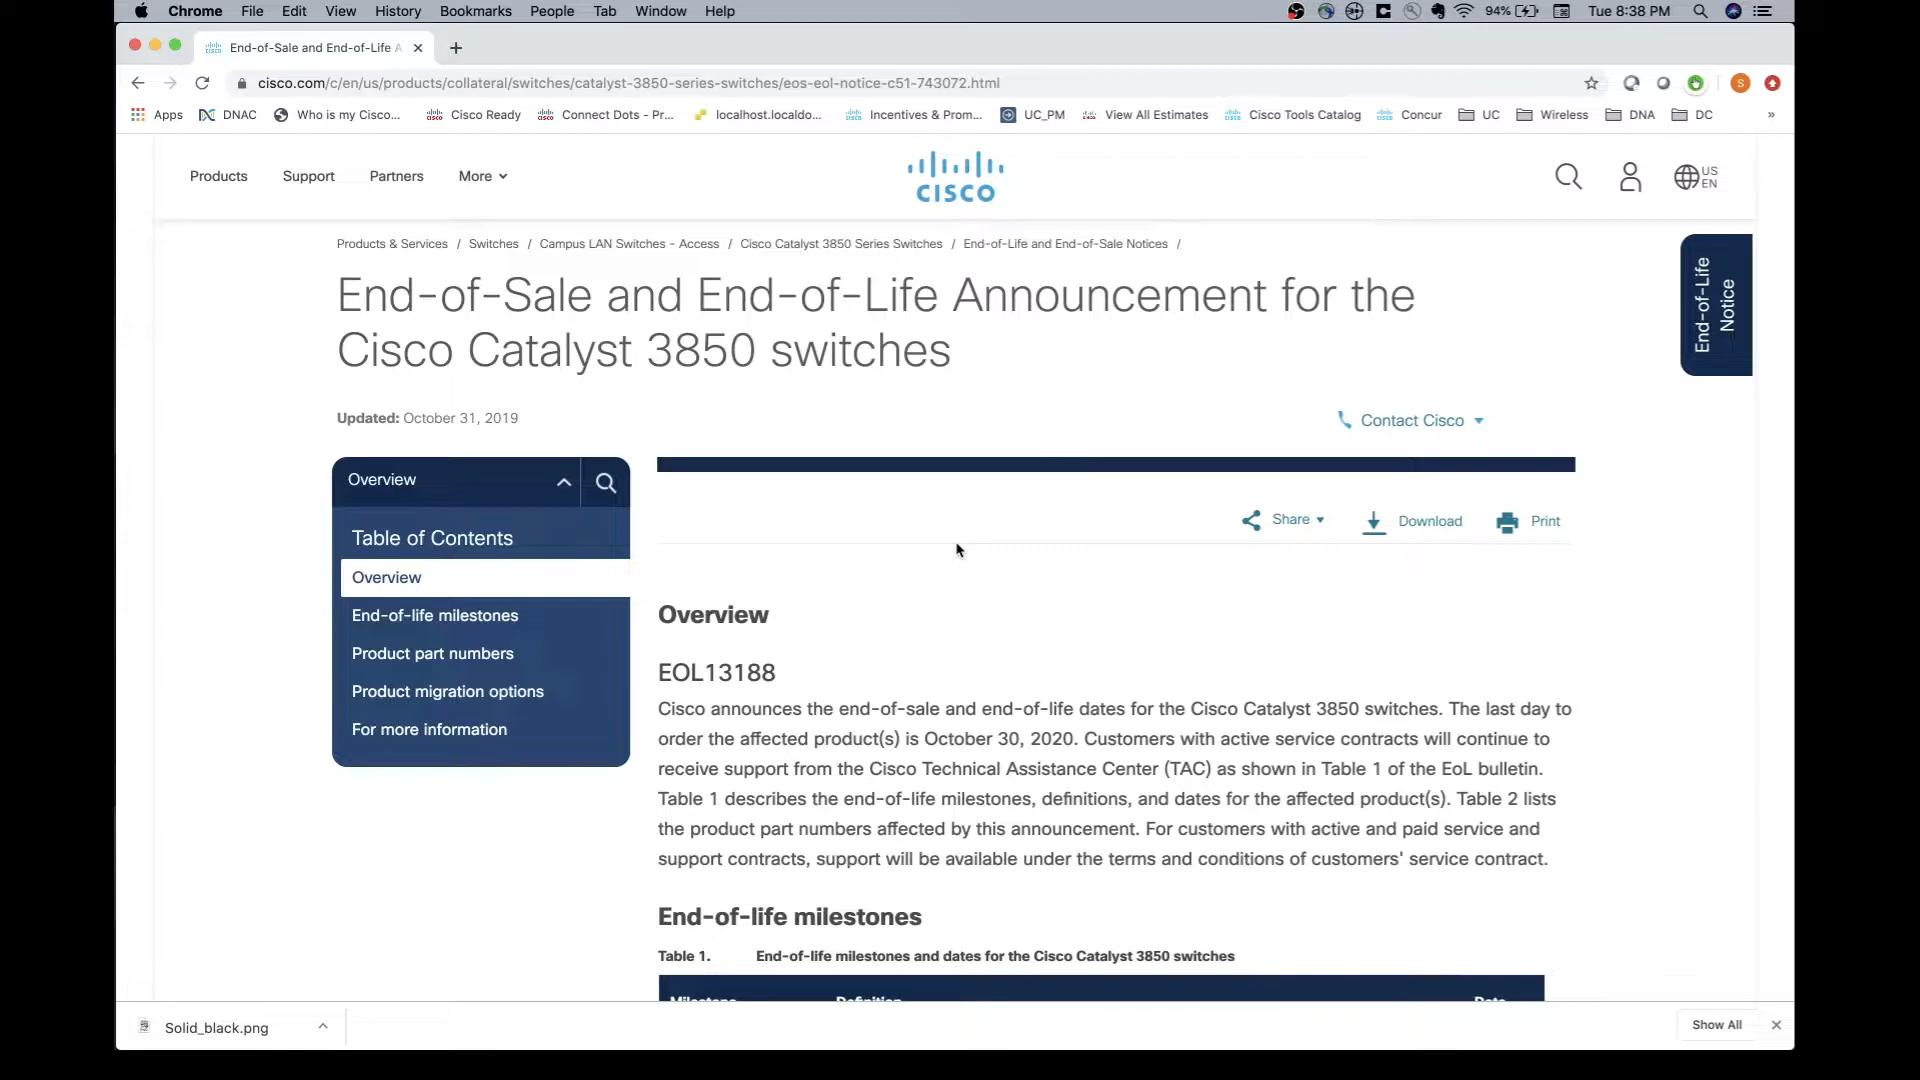 Chrome File Edit View History Bookmarks People Tab Window Help 94% Tue 8:38 PM
End-of-Sale and End-of-Life A
cisco.com/c/en/us/products/collateral/switches/catalyst-3850-series-switches/eos-eol-notice-c51-743072.html S
Apps DNAC Who is my Cisco... Cisco Ready Connect Dots - Pr... localhost.localdo... Incentives & Prom... UC_PM View All Estimates Cisco Tools Catalog Concur UC Wireless DNA DC »
Products Support Partners More CISCO US EN
Products & Services / Switches / Campus LAN Switches - Access / Cisco Catalyst 3850 Series Switches / End-of-Life and End-of-Sale Notices /
End-of-Sale and End-of-Life Announcement for the
Cisco Catalyst 3850 switches
End-of-Life
Notice
Updated: October 31, 2019
Contact Cisco
Overview
Table of Contents
Overview
End-of-life milestones
Product part numbers
Product migration options
For more information
Share Download Print
Overview
EOL13188
Cisco announces the end-of-sale and end-of-life dates for the Cisco Catalyst 3850 switches. The last day to
order the affected product(s) is October 30, 2020. Customers with active service contracts will continue to
receive support from the Cisco Technical Assistance Center (TAC) as shown in Table 1 of the EoL bulletin.
Table 1 describes the end-of-life milestones, definitions, and dates for the affected product(s). Table 2 lists
the product part numbers affected by this announcement. For customers with active and paid service and
support contracts, support will be available under the terms and conditions of customers' service contract.
End-of-life milestones
Table 1. End-of-life milestones and dates for the Cisco Catalyst 3850 switches
Milestone Definition Date
Solid_black.png Show All